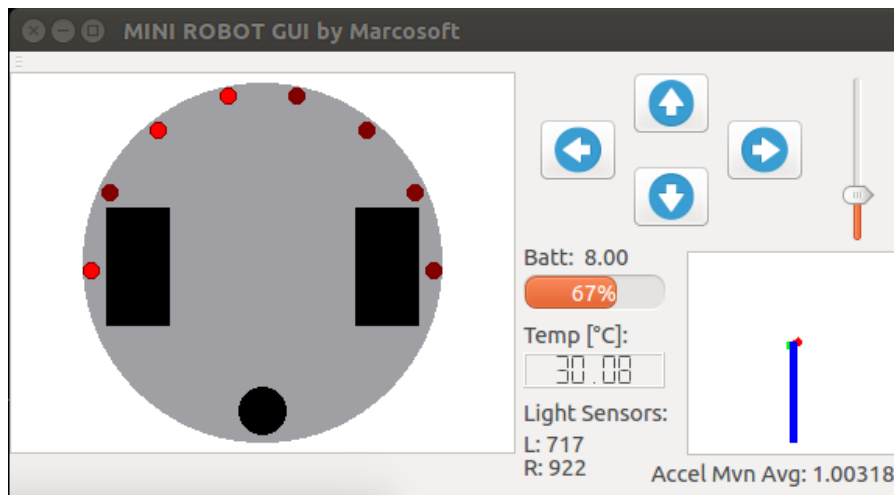 MINI ROBOT GUI by Marcosoft
Batt: 8.00
67%
Temp [°C]:
30.08
Light Sensors:
L: 717
R: 922
Accel Mvn Avg: 1.00318